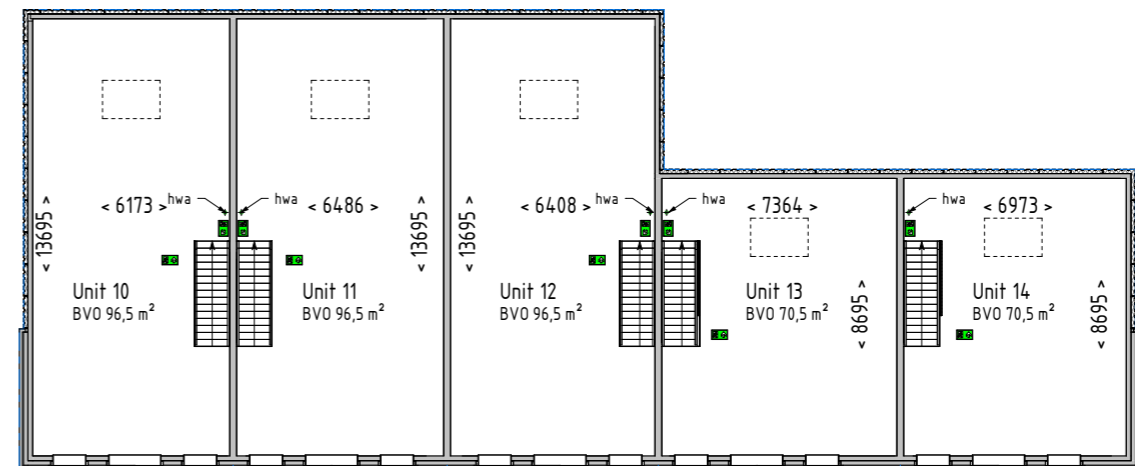 < 6173 >
hwa
hwa
< 6486 >
< 6408 >
hwa
hwa
< 7364 >
hwa
< 6973 >
< 13695 >
< 13695 >
< 13695 >
< 8695 >
< 8695 >
Unit 10
BVO 96,5 m²
Unit 11
BVO 96,5 m²
Unit 12
BVO 96,5 m²
Unit 13
BVO 70,5 m²
Unit 14
BVO 70,5 m²